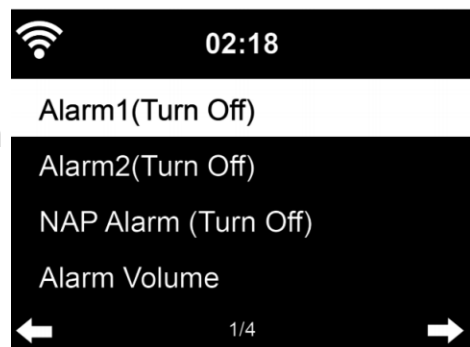 02:18
Alarm1(Turn Off)
Alarm2(Turn Off)
NAP Alarm (Turn Off)
Alarm Volume
1/4